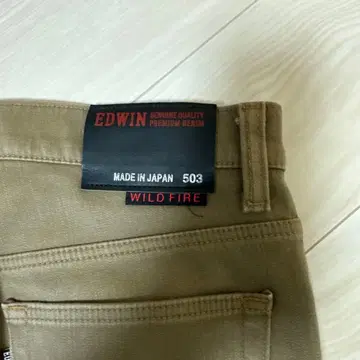 EDWIN GENUINE QUALITY
PREMIUM DENIM
MADE IN JAPAN 503
WILD FIRE